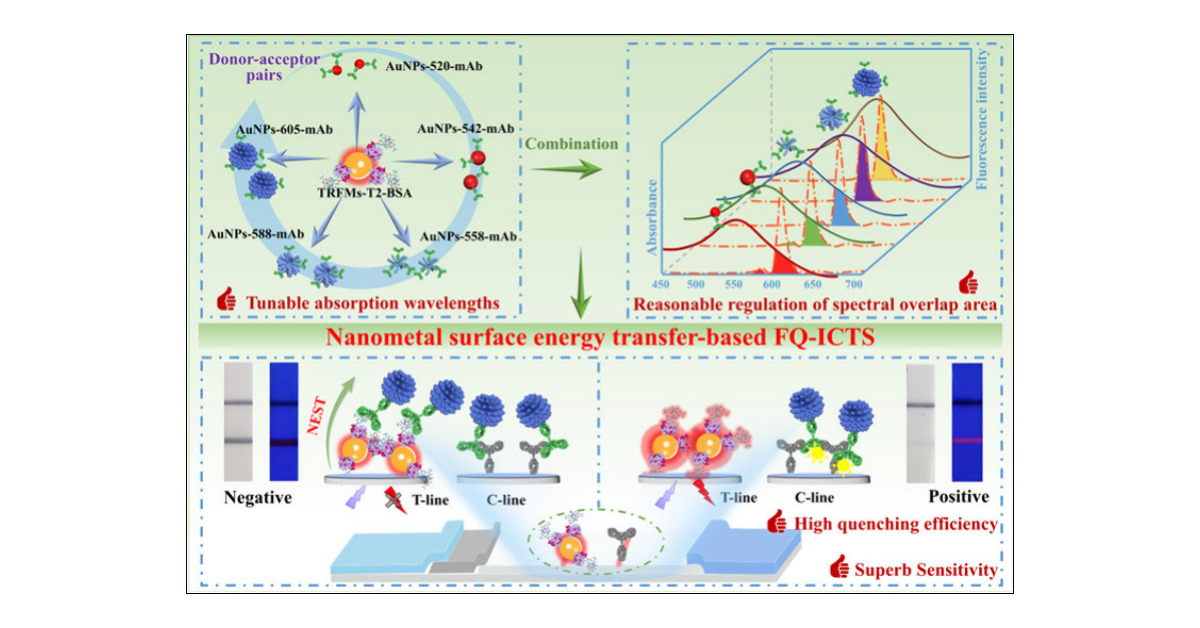 Donor-acceptor
pairs
AuNPs-520-mAb
AuNPs-605-mAb
AuNPs-542-mAb
TRFMs-T2-BSA
AuNPs-588-mAb
AuNPs-558-mAb
Tunable absorption wavelengths
Combination
Absorbance
Fluorescence intensity
450 500 550 600 650 700
Reasonable regulation of spectral overlap area
Nanometal surface energy transfer-based FQ-ICTS
NEST
Negative
T-line
C-line
T-line
C-line
Positive
High quenching efficiency
Superb Sensitivity